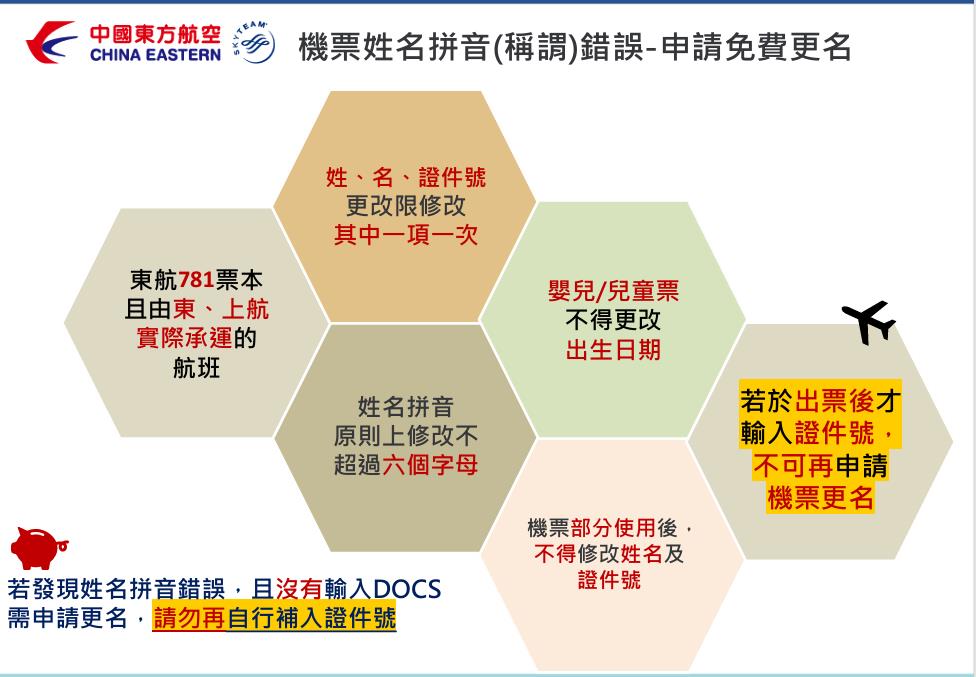 中國東方航空
CHINA EASTERN
SKYTEAM
機票姓名拼音(稱謂)錯誤-申請免費更名
姓、名、證件號
更改限修改
其中一項一次
東航781票本
且由東、上航
實際承運的
航班
嬰兒/兒童票
不得更改
出生日期
姓名拼音
原則上修改不
超過六個字母
若於出票後才
輸入證件號，
不可再申請
機票更名
機票部分使用後，
不得修改姓名及
證件號
若發現姓名拼音錯誤，且沒有輸入DOCS
需申請更名，請勿再自行補入證件號